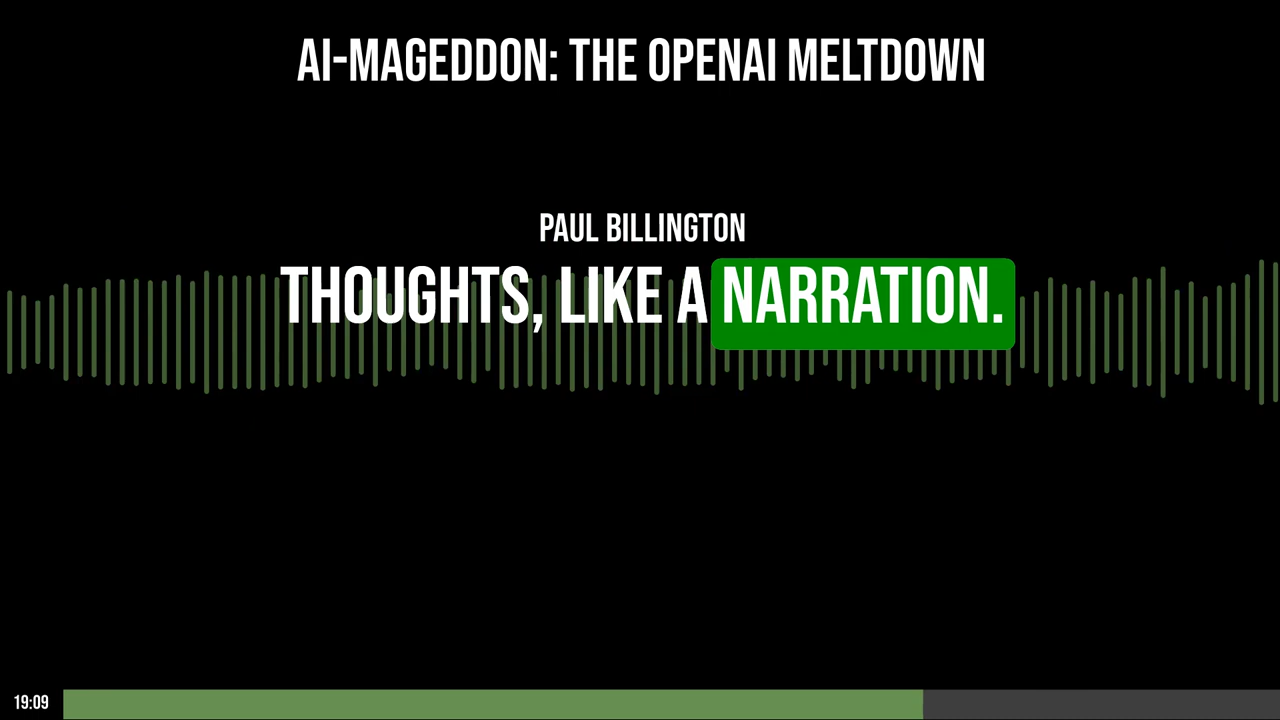 AI-MAGEDDON: THE OPENAI MELTDOWN
PAUL BILLINGTON
THOUGHTS, LIKE A NARRATION.
19:09